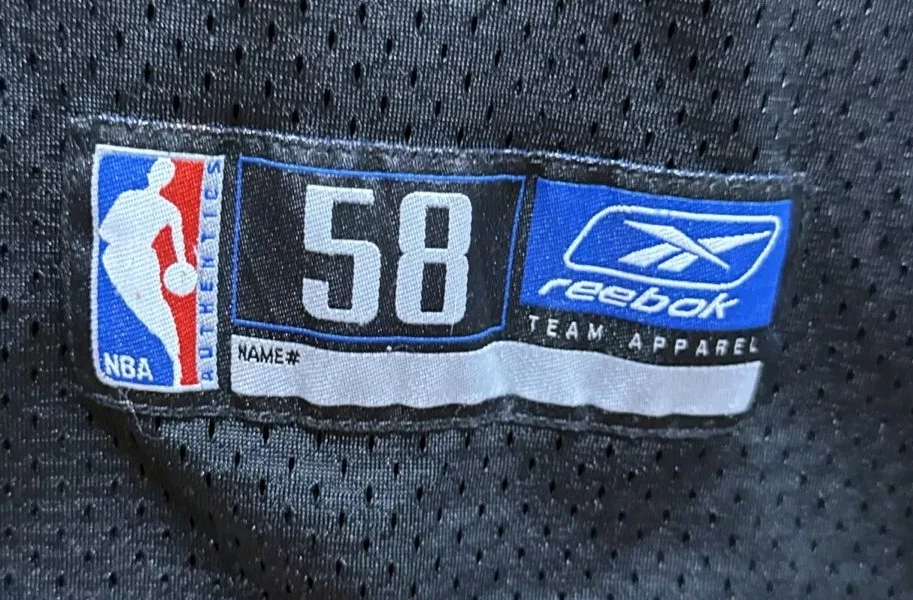 NBA
AUTHENTICS
58
reebok
TEAM APPAREL
NAME#